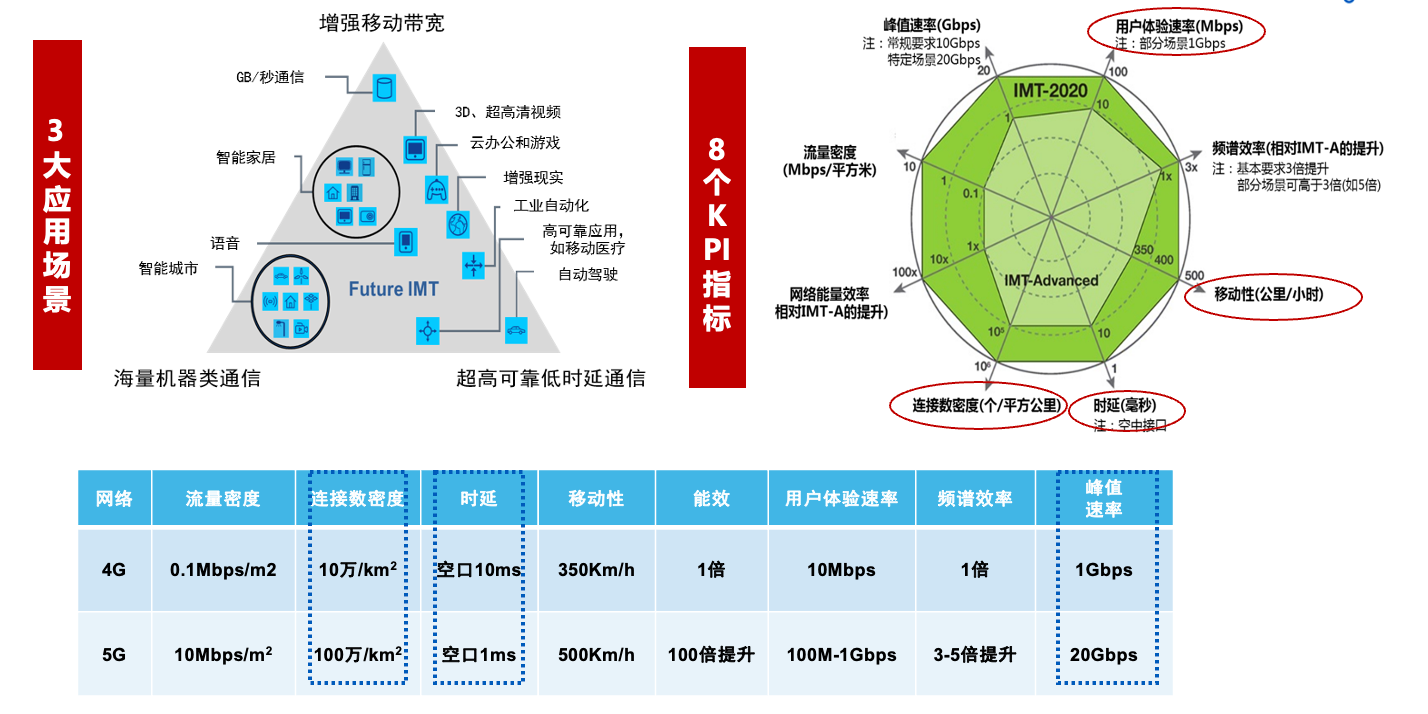 3大应用场景
增强移动带宽
GB/秒通信
3D、超高清视频
云办公和游戏
智能家居
增强现实
工业自动化
高可靠应用，
如移动医疗
语音
智能城市
自动驾驶
Future IMT
海量机器类通信
超高可靠低时延通信
8个KPI指标
峰值速率(Gbps)
注：常规要求10Gbps
特定场景20Gbps
用户体验速率(Mbps)
注：部分场景1Gbps
20
100
IMT-2020
1
10
流量密度
(Mbps/平方米)
10
1
0.1
频谱效率(相对IMT-A的提升)
注：基本要求3倍提升
部分场景可高于3倍(如5倍)
3x
1x
网络能量效率
相对IMT-A的提升)
100x
10x
1x
350
400
500
移动性(公里/小时)
IMT-Advanced
10⁵
10⁶
10
1
连接数密度(个/平方公里)
时延(毫秒)
注：空中接口
网络 流量密度 连接数密度 时延 移动性 能效 用户体验速率 频谱效率 峰值
速率
4G 0.1Mbps/m2 10万/km² 空口10ms 350Km/h 1倍 10Mbps 1倍 1Gbps
5G 10Mbps/m² 100万/km² 空口1ms 500Km/h 100倍提升 100M-1Gbps 3-5倍提升 20Gbps